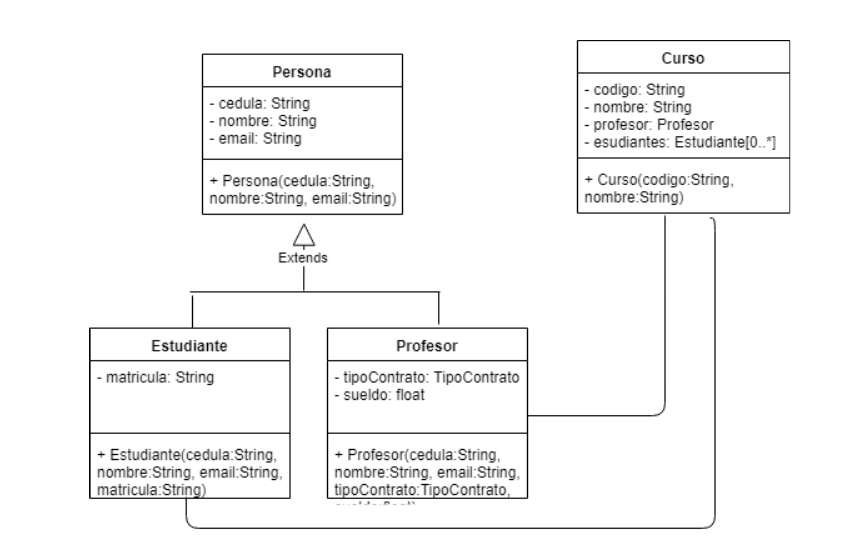 Persona
- cedula: String
- nombre: String
- email: String
+ Persona(cedula:String,
nombre:String, email:String)
Curso
- codigo: String
- nombre: String
- profesor: Profesor
- esudiantes: Estudiante[0..*]
+ Curso(codigo:String,
nombre:String)
Extends
Estudiante
- matricula: String
+ Estudiante(cedula:String,
nombre:String, email:String,
matricula:String)
Profesor
- tipoContrato: TipoContrato
- sueldo: float
+ Profesor(cedula:String,
nombre:String, email:String,
tipoContrato:TipoContrato,